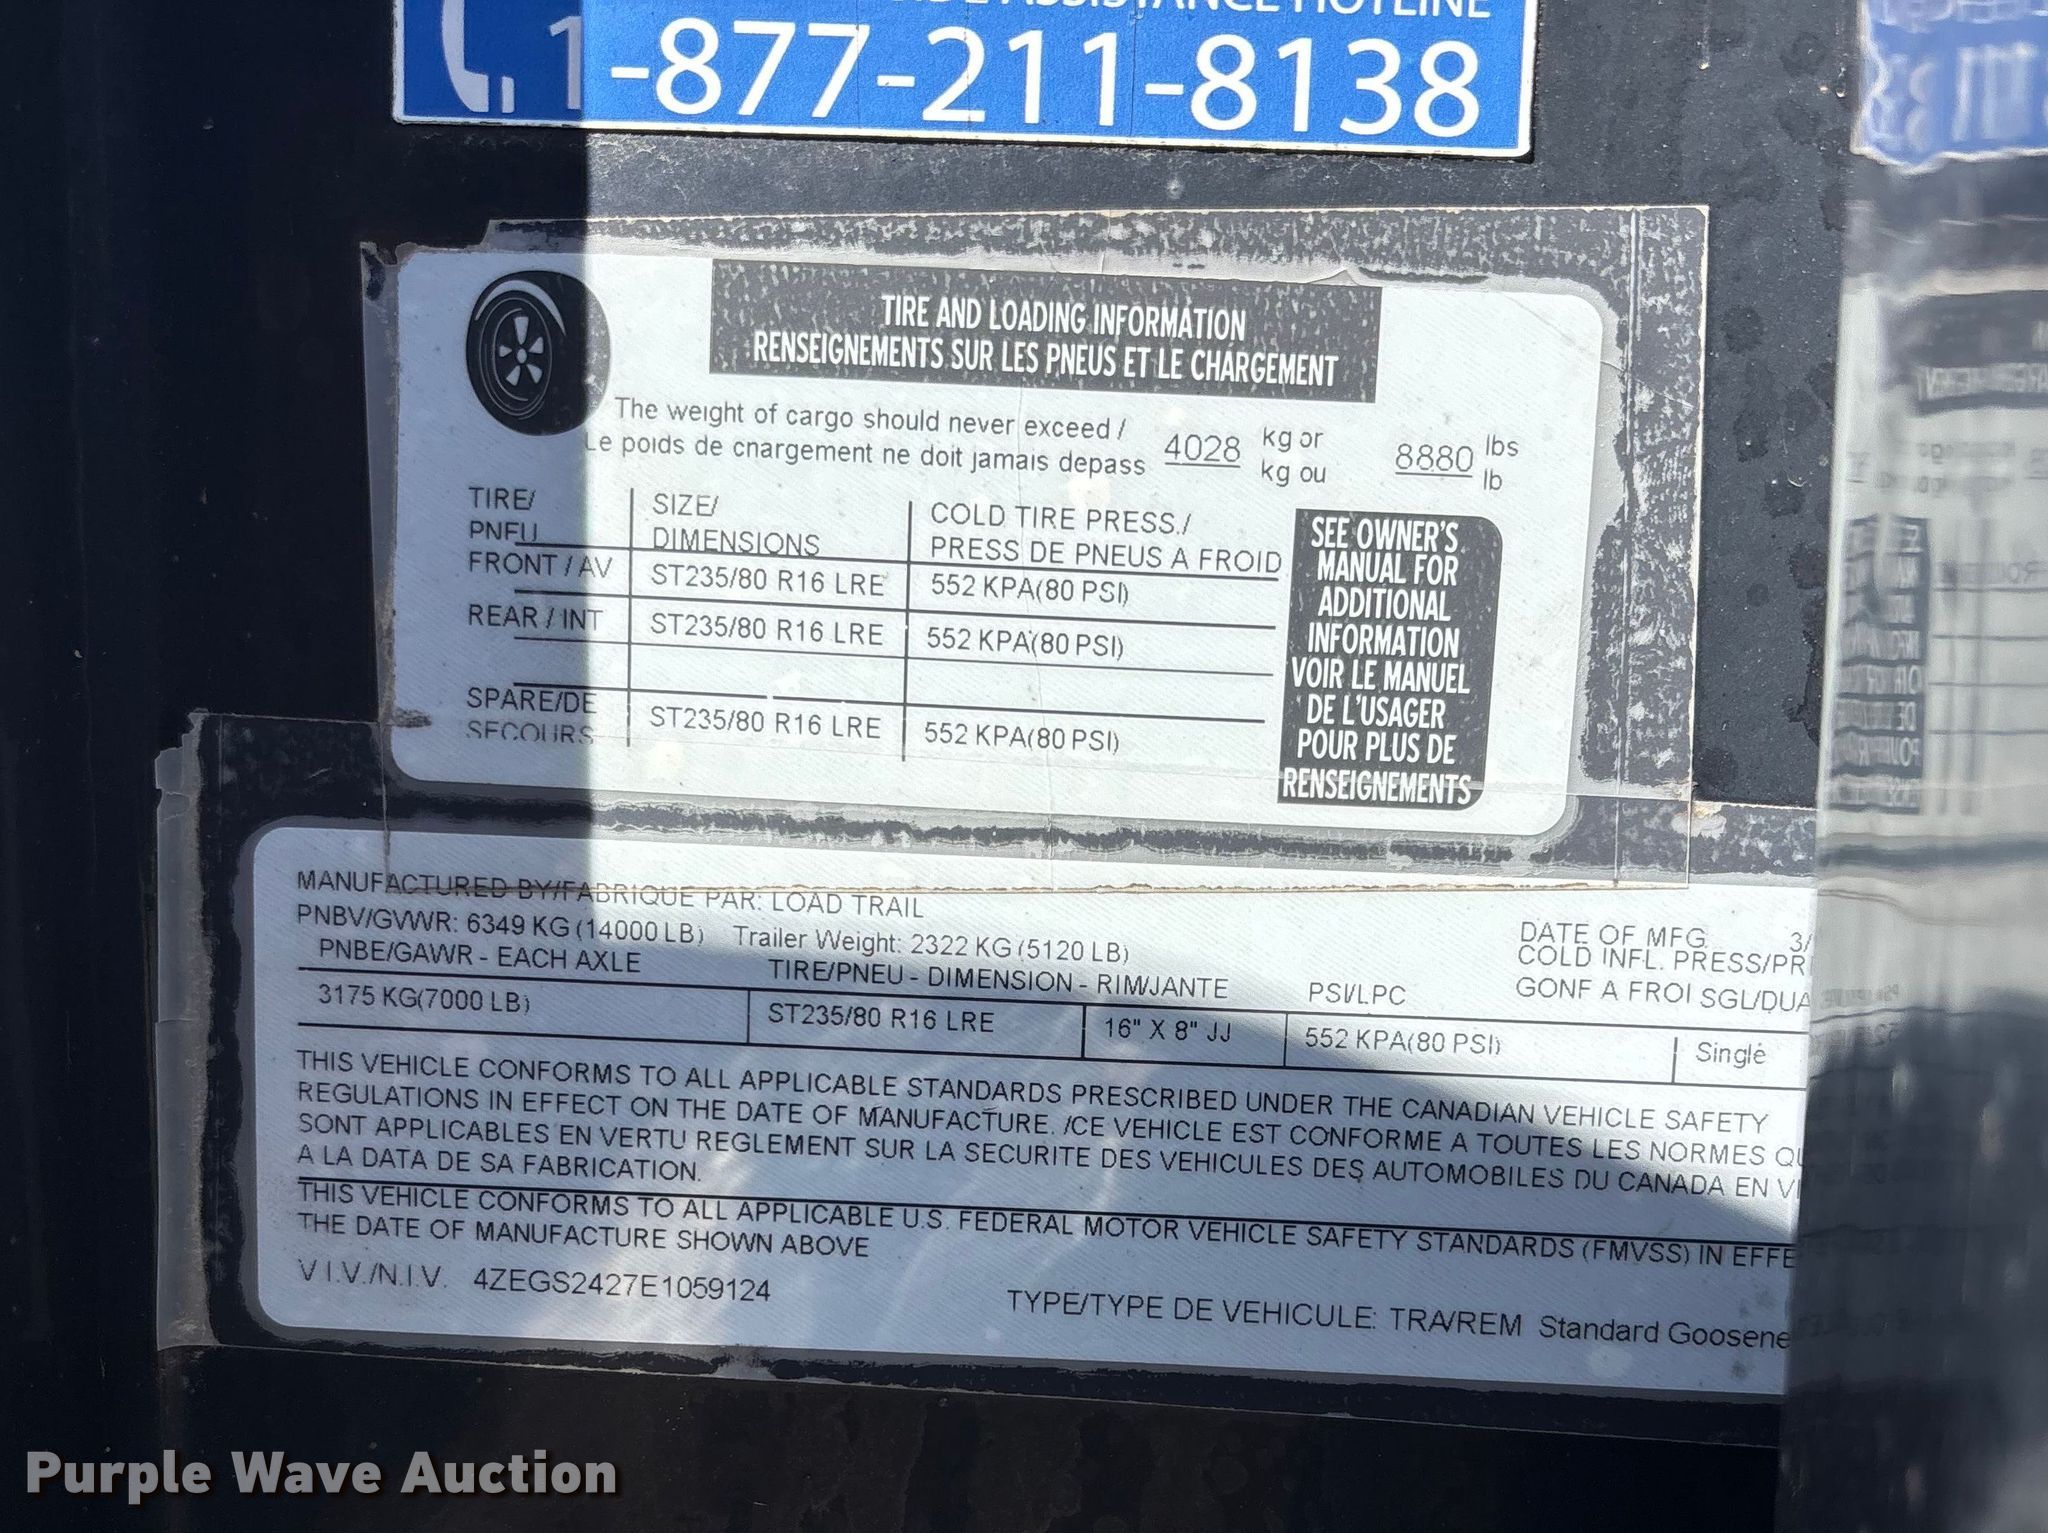 ASSISTANCE HOTLINE
1-877-211-8138
TIRE AND LOADING INFORMATION
RENSEIGNEMENTS SUR LES PNEUS ET LE CHARGEMENT
The weight of cargo should never exceed / 4028 kg or 8880 lbs
Le poids de cnargement ne doit jamais depass kg ou lb
TIRE/ SIZE/ COLD TIRE PRESS./
PNEU DIMENSIONS PRESS DE PNEUS A FROID
FRONT / AV ST235/80 R16 LRE 552 KPA(80 PSI)
REAR / INT ST235/80 R16 LRE 552 KPA(80 PSI)
SPARE/DE
SECOURS ST235/80 R16 LRE 552 KPA(80 PSI)
SEE OWNER'S
MANUAL FOR
ADDITIONAL
INFORMATION
VOIR LE MANUEL
DE L'USAGER
POUR PLUS DE
RENSEIGNEMENTS
MANUFACTURED BY/FABRIQUE PAR: LOAD TRAIL DATE OF MFG. 3/
PNBV/GVWR: 6349 KG (14000 LB) Trailer Weight: 2322 KG (5120 LB) COLD INFL. PRESS/PR
PNBE/GAWR - EACH AXLE TIRE/PNEU - DIMENSION - RIM/JANTE PSI/LPC GONF A FROI SGL/DUA
3175 KG(7000 LB) ST235/80 R16 LRE 16" X 8" JJ 552 KPA(80 PSI) Single
THIS VEHICLE CONFORMS TO ALL APPLICABLE STANDARDS PRESCRIBED UNDER THE CANADIAN VEHICLE SAFETY
REGULATIONS IN EFFECT ON THE DATE OF MANUFACTURE. /CE VEHICLE EST CONFORME A TOUTES LES NORMES QU
SONT APPLICABLES EN VERTU REGLEMENT SUR LA SECURITE DES VEHICULES DES AUTOMOBILES DU CANADA EN VI
A LA DATA DE SA FABRICATION.
THIS VEHICLE CONFORMS TO ALL APPLICABLE U.S. FEDERAL MOTOR VEHICLE SAFETY STANDARDS (FMVSS) IN EFFE
THE DATE OF MANUFACTURE SHOWN ABOVE
V.I.V./N.I.V. 4ZEGS2427E1059124 TYPE/TYPE DE VEHICULE: TRA/REM Standard Goosene
Purple Wave Auction